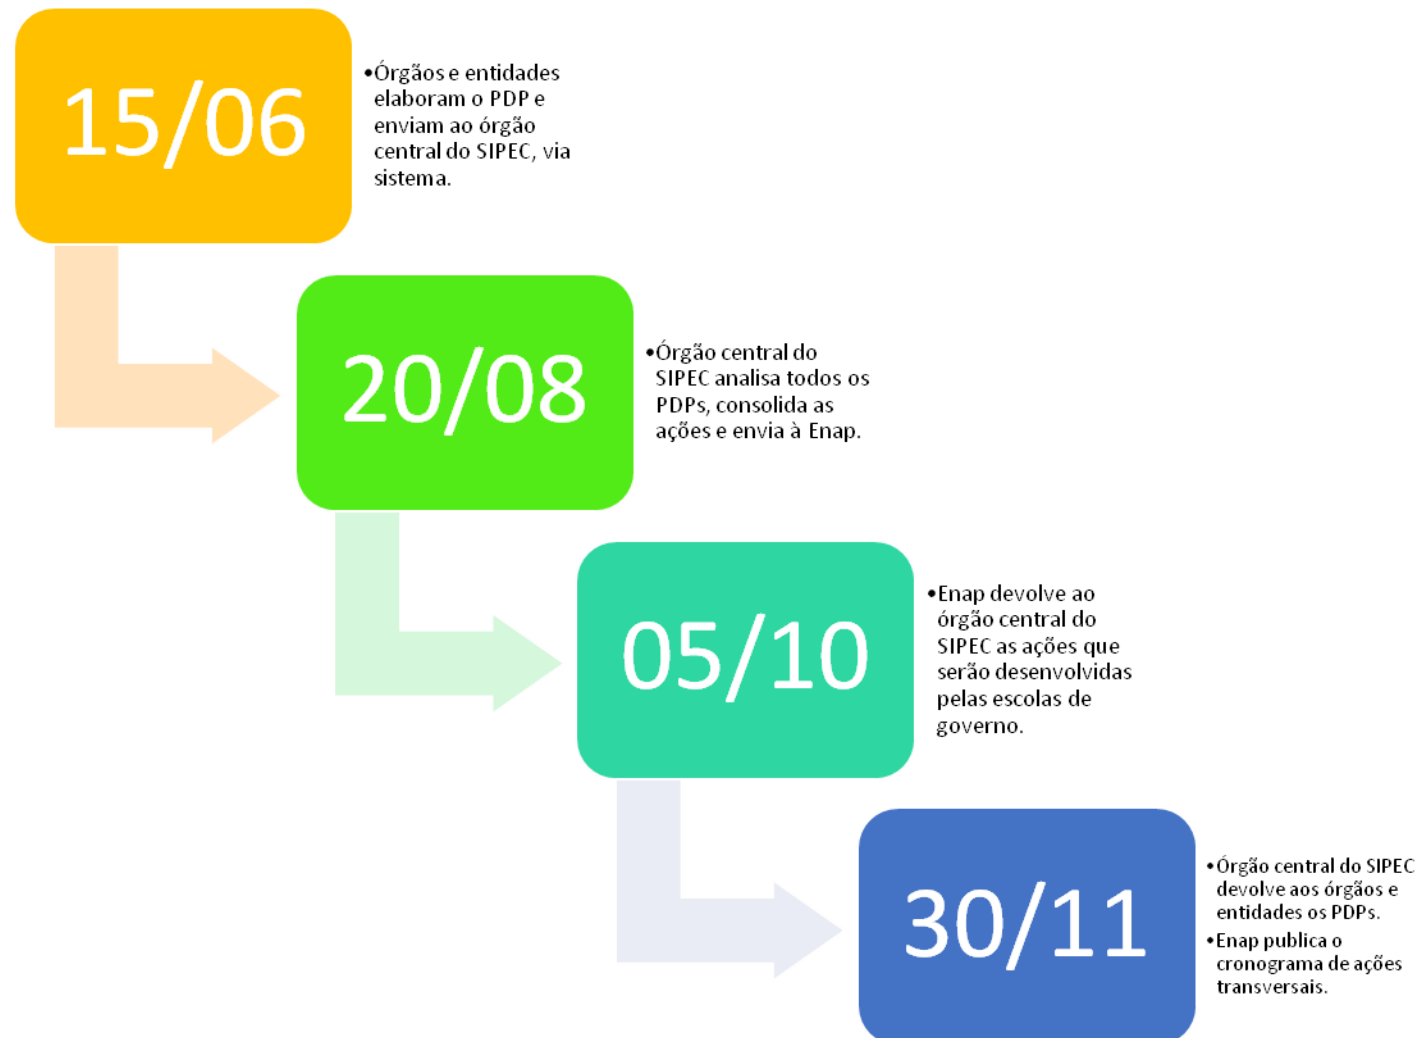 15/06
•Órgãos e entidades
elaboram o PDP e
enviam ao órgão
central do SIPEC, via
sistema.
20/08
•Órgão central do
SIPEC analisa todos os
PDPs, consolida as
ações e envia à Enap.
05/10
•Enap devolve ao
órgão central do
SIPEC as ações que
serão desenvolvidas
pelas escolas de
governo.
30/11
•Órgão central do SIPEC
devolve aos órgãos e
entidades os PDPs.
•Enap publica o
cronograma de ações
transversais.